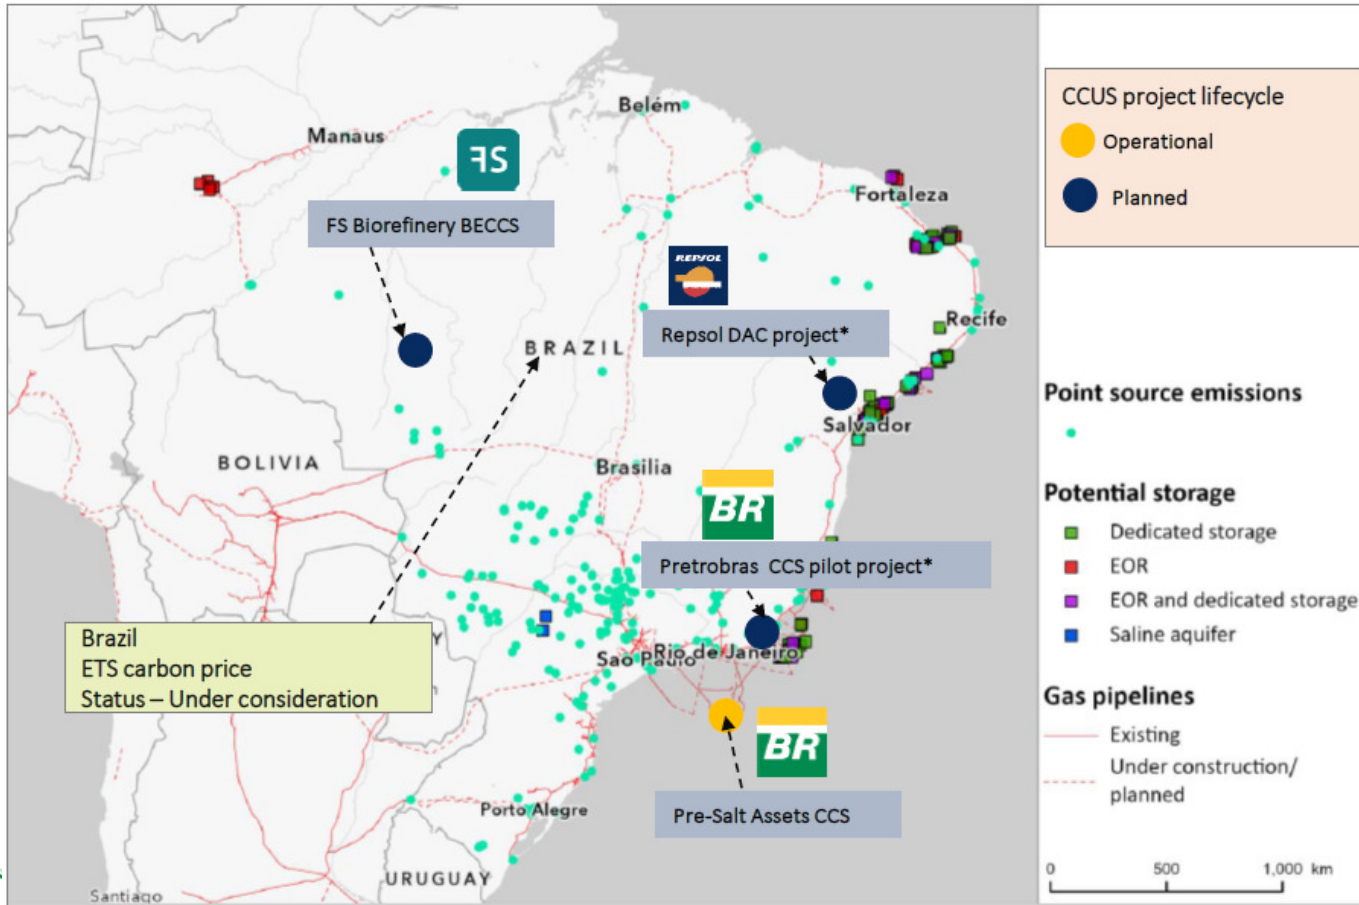 Belém
Manaus
FS
Fortaleza
FS Biorefinery BECCS
REPSOL
Recife
Repsol DAC project*
BRAZIL
Salvador
BOLIVIA
Brasilia
BR
Pretrobras CCS pilot project*
Brazil
ETS carbon price
Status – Under consideration
Y
Sao Paulo
Rio de Janeiro
BR
Porto Alegre
Pre-Salt Assets CCS
URUGUAY
Santiago
CCUS project lifecycle
Operational
Planned
Point source emissions
Potential storage
Dedicated storage
EOR
EOR and dedicated storage
Saline aquifer
Gas pipelines
Existing
Under construction/
planned
0 500 1,000 km